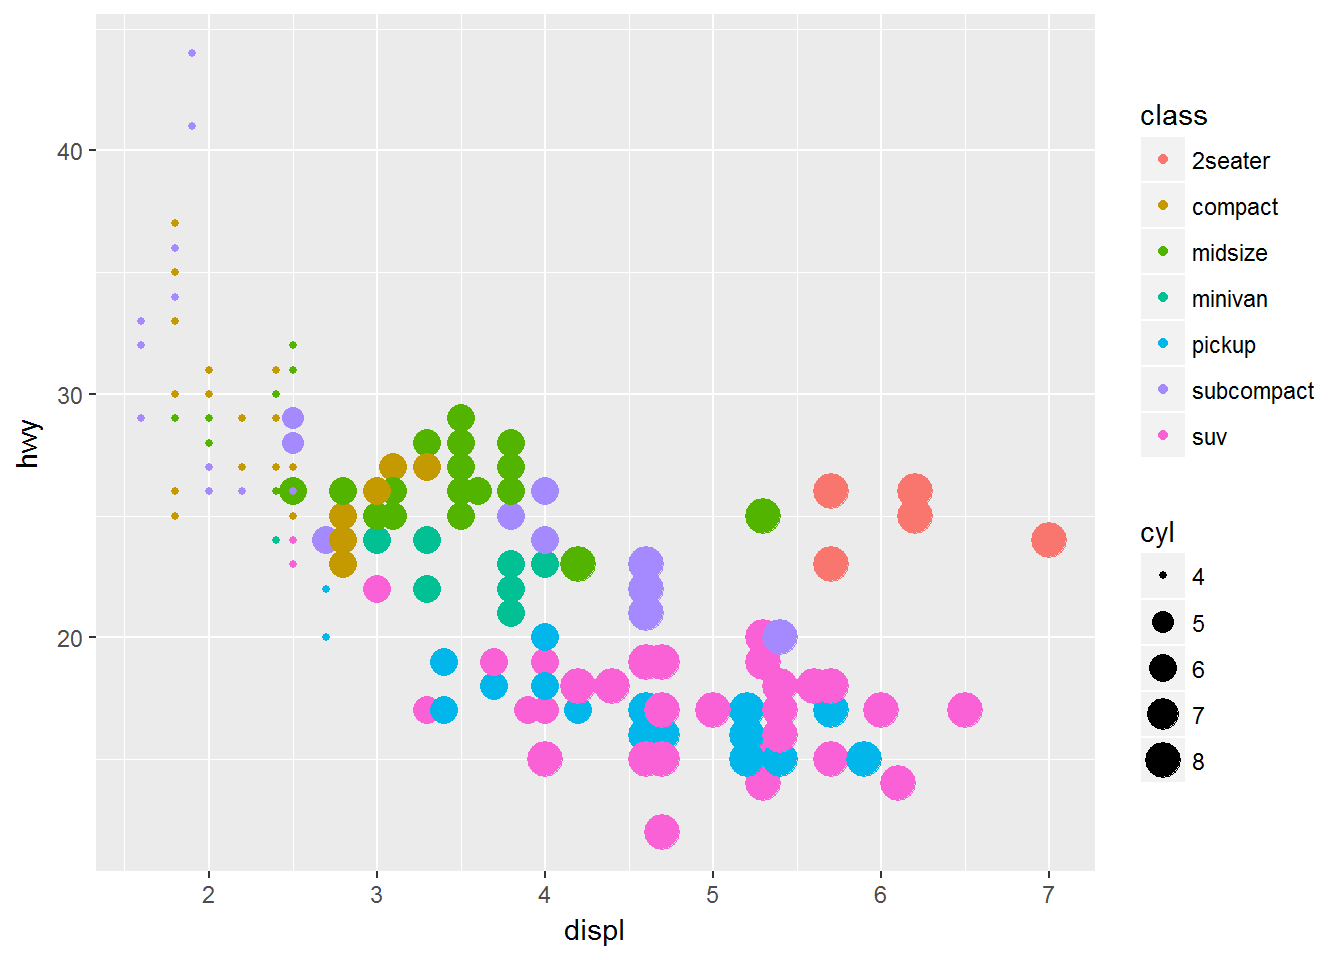 hwy
40
30
20
2 3 4 5 6 7
displ
class
2seater
compact
midsize
minivan
pickup
subcompact
suv
cyl
4
5
6
7
8